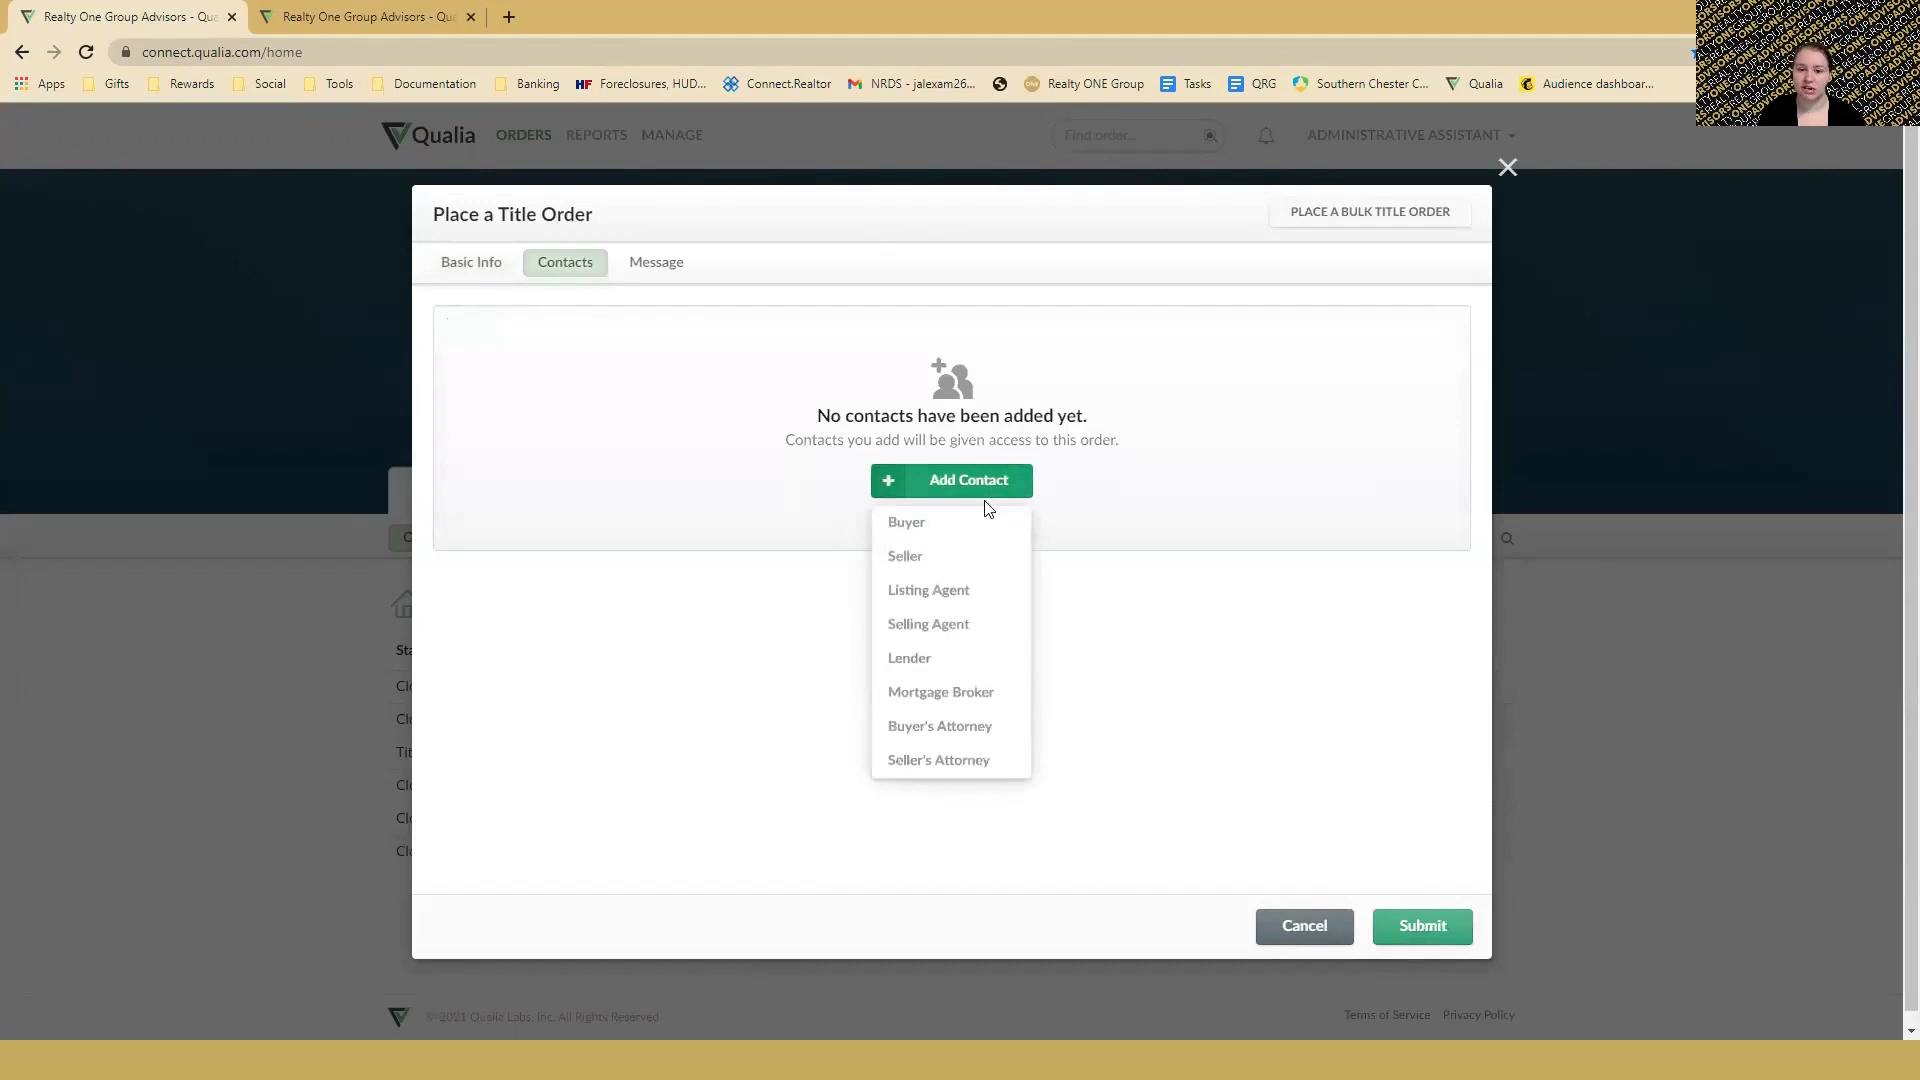 Realty One Group Advisors - Qua
Realty One Group Advisors - Qua
connect.qualia.com/home
Apps
Gifts
Rewards
Social
Tools
Documentation
Banking
HF Foreclosures, HUD...
Connect.Realtor
NRDS - jalexam26...
Realty ONE Group
Tasks
QRG
Southern Chester C...
Qualia
Audience dashboar...
Qualia
ORDERS
REPORTS
MANAGE
Find order...
ADMINISTRATIVE ASSISTANT
Place a Title Order
PLACE A BULK TITLE ORDER
Basic Info
Contacts
Message
No contacts have been added yet.
Contacts you add will be given access to this order.
+ Add Contact
Buyer
Seller
Listing Agent
Selling Agent
Lender
Mortgage Broker
Buyer's Attorney
Seller's Attorney
Cancel
Submit
© 2021 Qualia Labs, Inc. All Rights Reserved
Terms of Service
Privacy Policy